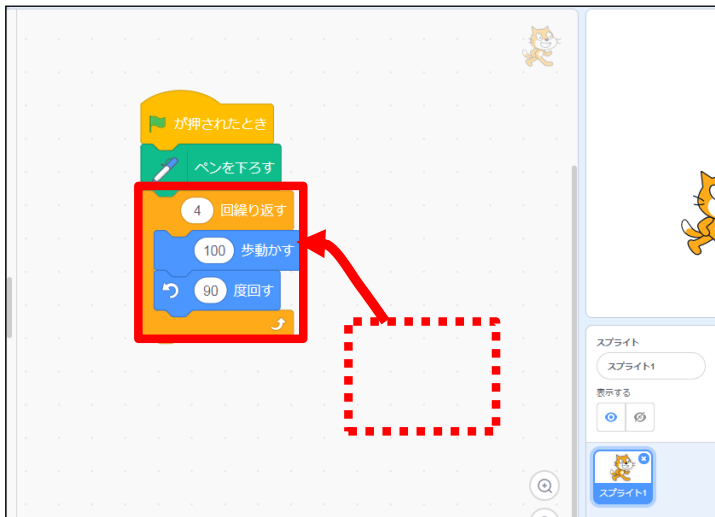 が押されたとき
ペンを下ろす
4 回繰り返す
100 歩動かす
90 度回す
スプライト
スプライト1
表示する
スプライト1